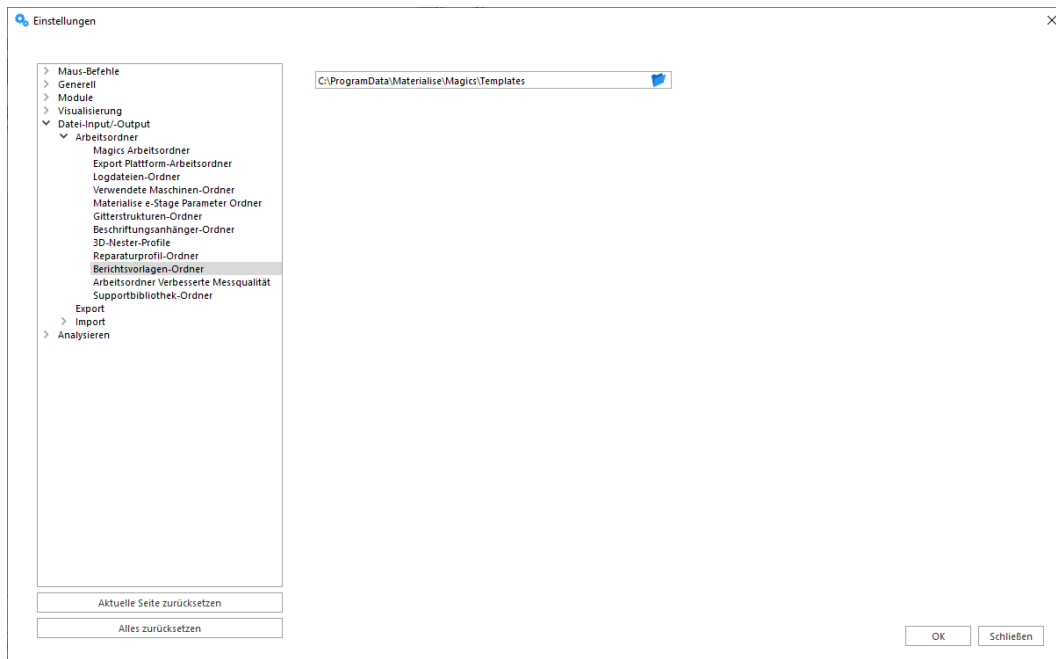 Einstellungen
Maus-Befehle
Generell
Module
Visualisierung
Datei-Input/-Output
Arbeitsordner
Magics Arbeitsordner
Export Plattform-Arbeitsordner
Logdateien-Ordner
Verwendete Maschinen-Ordner
Materialise e-Stage Parameter Ordner
Gitterstrukturen-Ordner
Beschriftungsanhänger-Ordner
3D-Nester-Profile
Reparaturprofil-Ordner
Berichtsvorlagen-Ordner
Arbeitsordner Verbesserte Messqualität
Supportbibliothek-Ordner
Export
Import
Analysieren
C:\ProgramData\Materialise\Magics\Templates
Aktuelle Seite zurücksetzen
Alles zurücksetzen
OK
Schließen